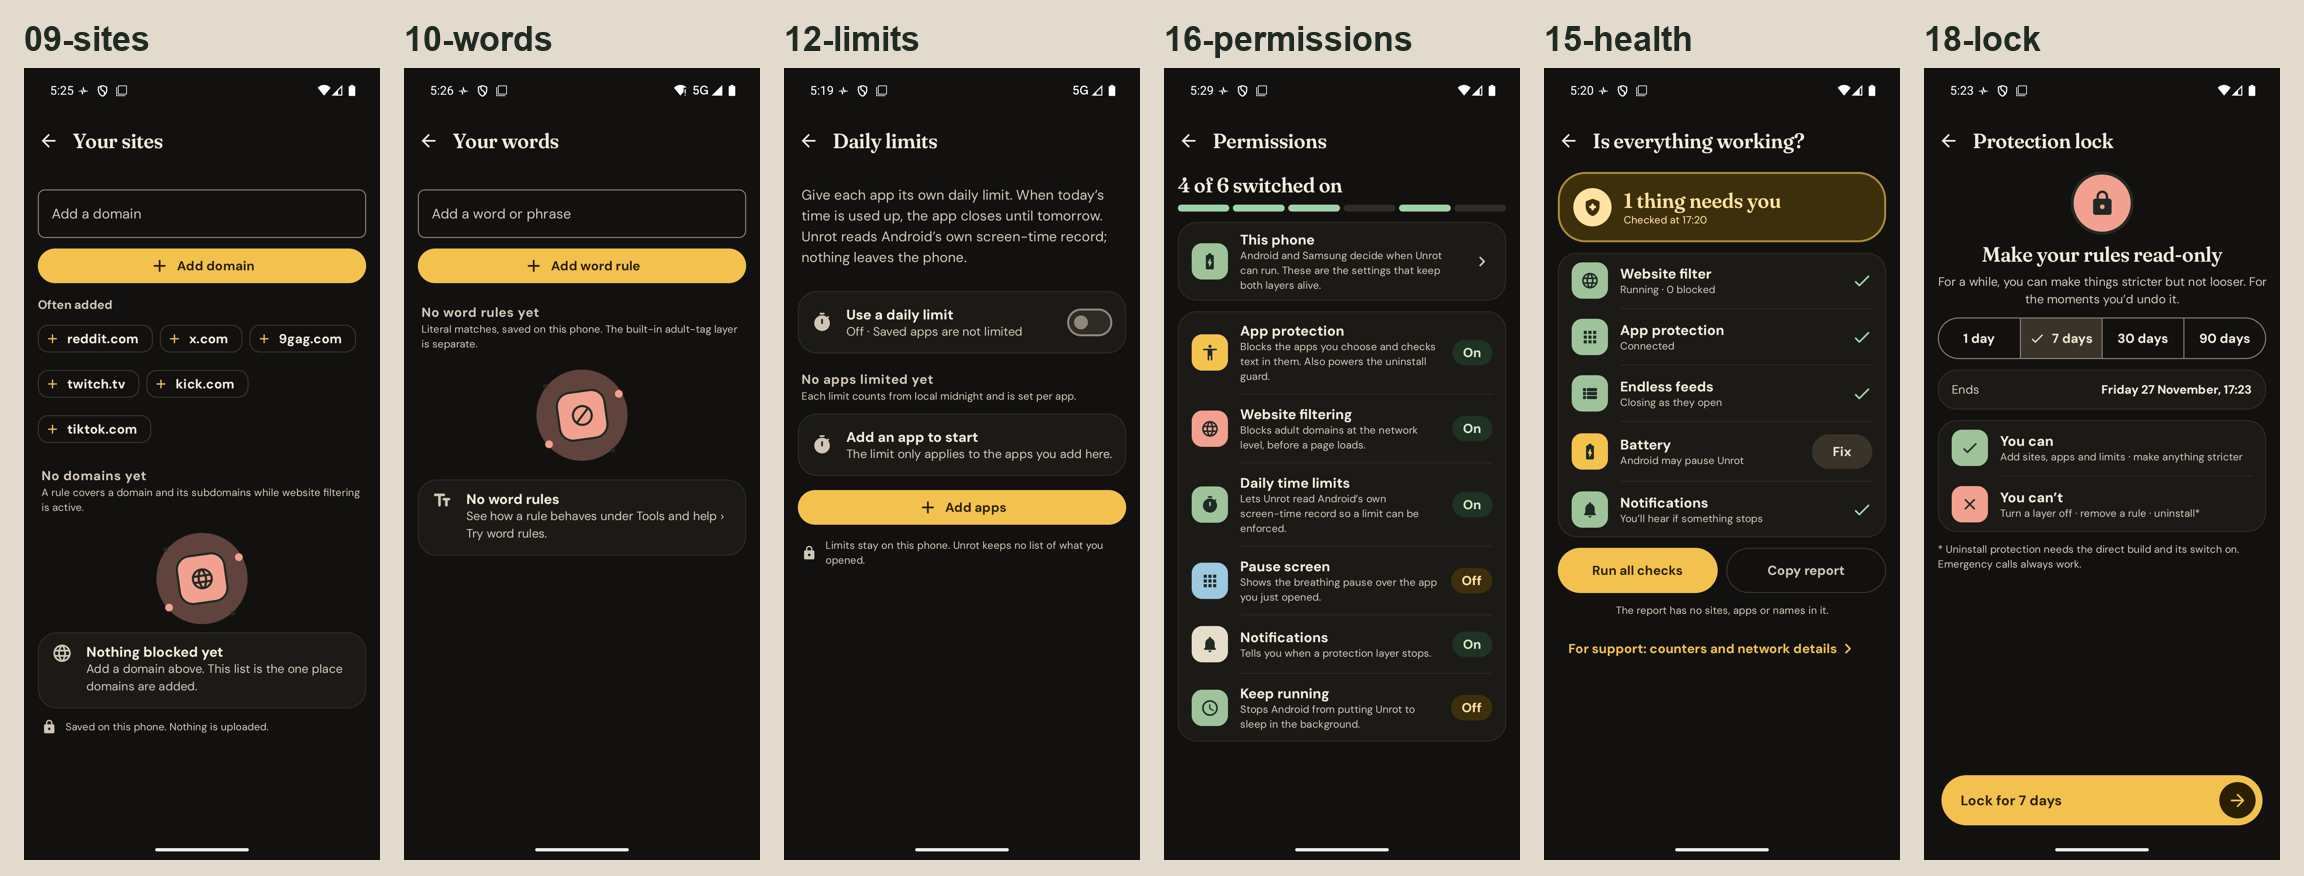 09-sites
5:25
Your sites
Add a domain
Add domain
Often added
reddit.com
x.com
9gag.com
twitch.tv
kick.com
tiktok.com
No domains yet
A rule covers a domain and its subdomains while website filtering
is active.
Nothing blocked yet
Add a domain above. This list is the one place
domains are added.
Saved on this phone. Nothing is uploaded.
10-words
5:26
5G
Your words
Add a word or phrase
Add word rule
No word rules yet
Literal matches, saved on this phone. The built-in adult-tag layer
is separate.
No word rules
See how a rule behaves under Tools and help ›
Try word rules.
12-limits
5:19
5G
Daily limits
Give each app its own daily limit. When today's
time is used up, the app closes until tomorrow.
Unrot reads Android's own screen-time record;
nothing leaves the phone.
Use a daily limit
Off · Saved apps are not limited
No apps limited yet
Each limit counts from local midnight and is set per app.
Add an app to start
The limit only applies to the apps you add here.
Add apps
Limits stay on this phone. Unrot keeps no list of what you
opened.
16-permissions
5:29
Permissions
4 of 6 switched on
This phone
Android and Samsung decide when Unrot
can run. These are the settings that keep
both layers alive.
App protection
Blocks the apps you choose and checks
text in them. Also powers the uninstall
guard.
On
Website filtering
Blocks adult domains at the network
level, before a page loads.
On
Daily time limits
Lets Unrot read Android's own
screen-time record so a limit can be
enforced.
On
Pause screen
Shows the breathing pause over the app
you just opened.
Off
Notifications
Tells you when a protection layer stops.
On
Keep running
Stops Android from putting Unrot to
sleep in the background.
Off
15-health
5:20
Is everything working?
1 thing needs you
Checked at 17:20
Website filter
Running · 0 blocked
App protection
Connected
Endless feeds
Closing as they open
Battery
Android may pause Unrot
Fix
Notifications
You'll hear if something stops
Run all checks
Copy report
The report has no sites, apps or names in it.
For support: counters and network details
18-lock
5:23
Protection lock
Make your rules read-only
For a while, you can make things stricter but not looser. For
the moments you'd undo it.
1 day
7 days
30 days
90 days
Ends
Friday 27 November, 17:23
You can
Add sites, apps and limits · make anything stricter
You can't
Turn a layer off · remove a rule · uninstall*
* Uninstall protection needs the direct build and its switch on.
Emergency calls always work.
Lock for 7 days